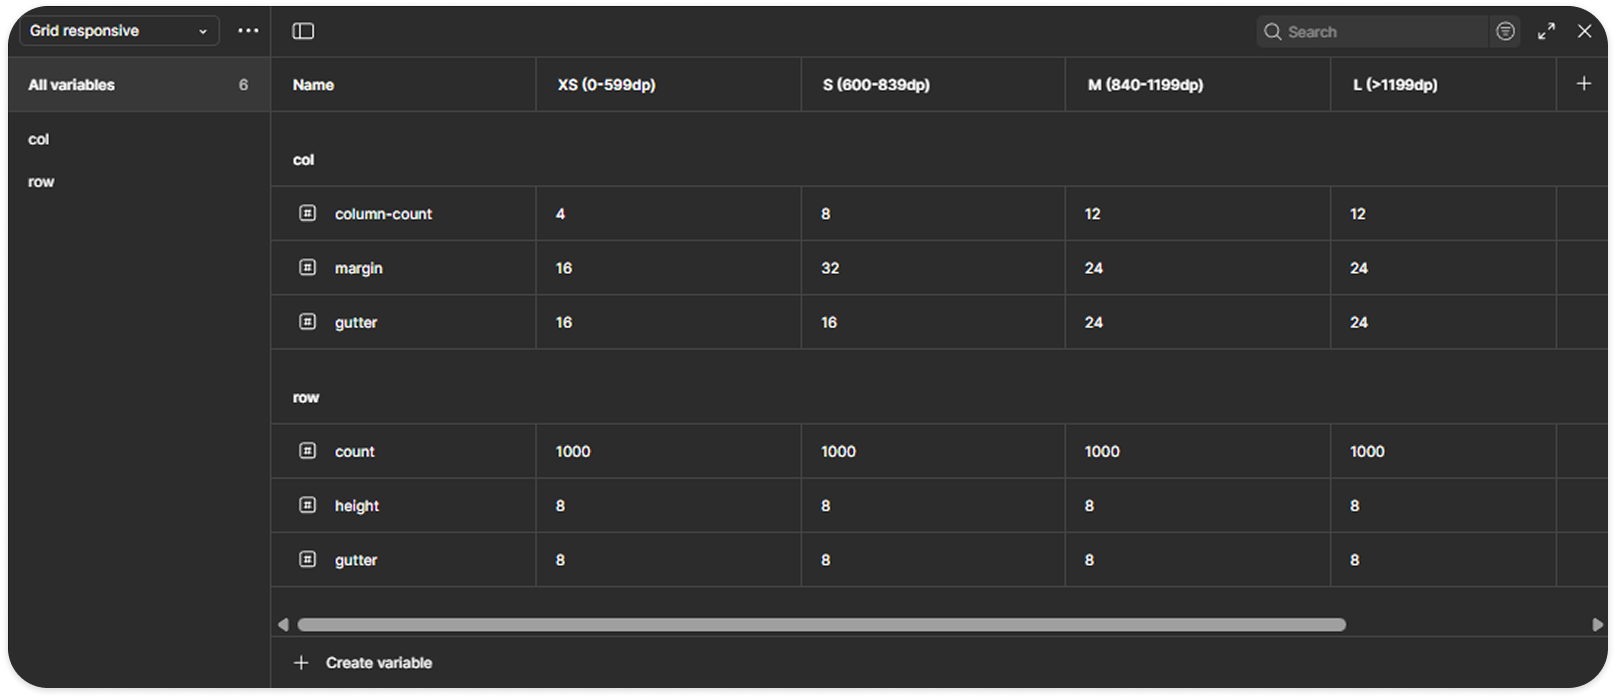 Grid responsive
Search
All variables 6
Name XS (0-599dp) S (600-839dp) M (840-1199dp) L (>1199dp)
col
row
col
column-count 4 8 12 12
margin 16 32 24 24
gutter 16 16 24 24
row
count 1000 1000 1000 1000
height 8 8 8 8
gutter 8 8 8 8
Create variable